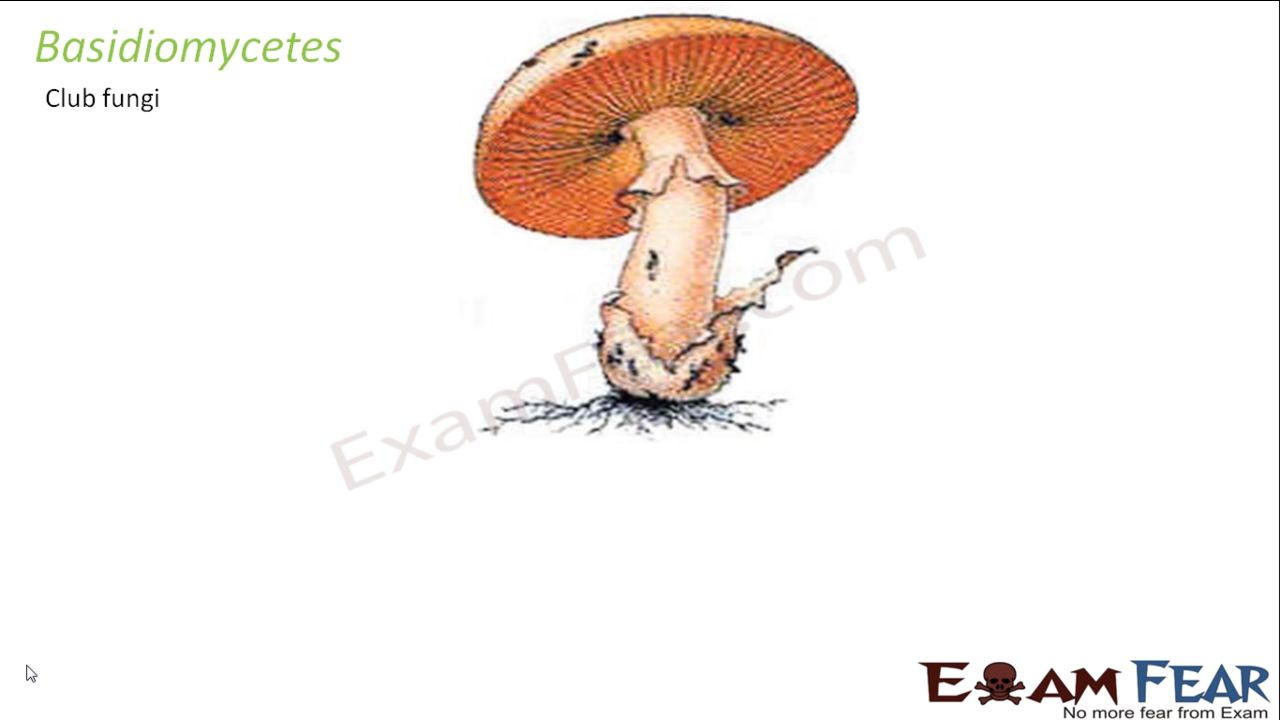 Basidiomycetes
Club fungi
ExamFear.com
EXAM FEAR
No more fear from Exam